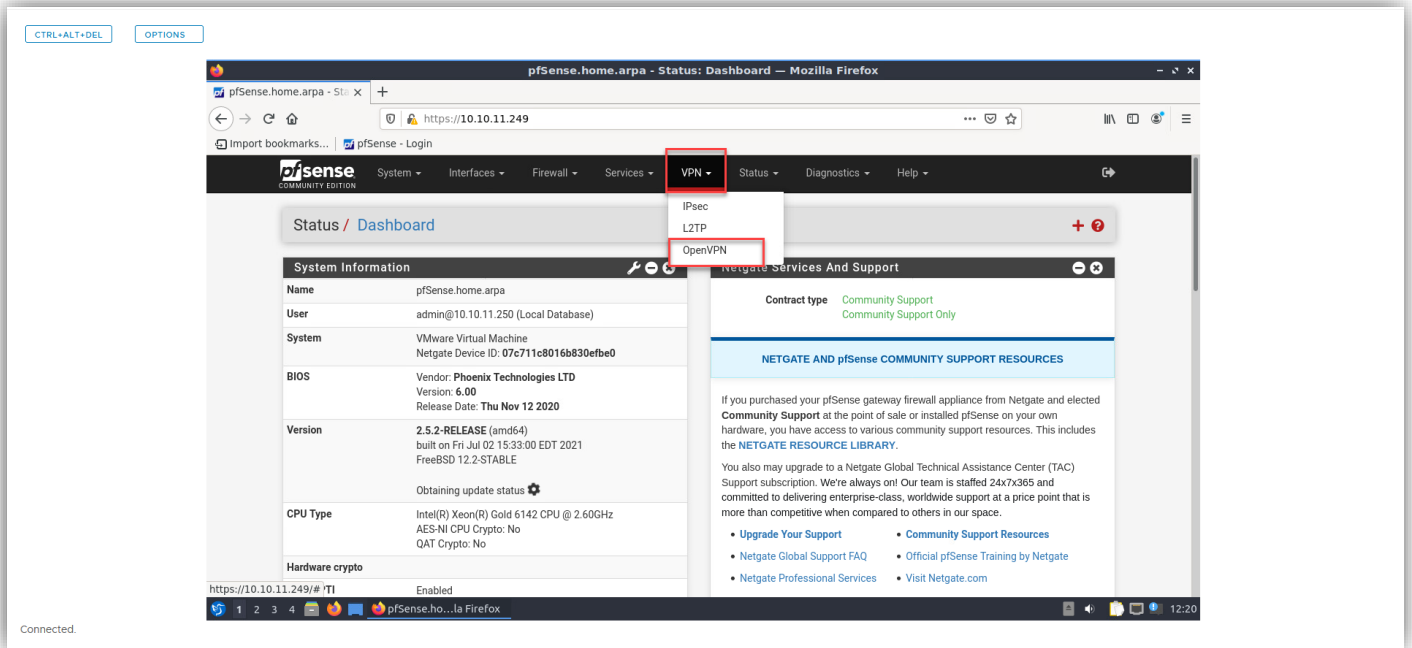 CTRL+ALT+DEL
OPTIONS
pfSense.home.arpa - Status: Dashboard — Mozilla Firefox
pfSense.home.arpa - Sta
https://10.10.11.249
Import bookmarks...
pfSense - Login
pfsense
COMMUNITY EDITION
System
Interfaces
Firewall
Services
VPN
Status
Diagnostics
Help
IPsec
L2TP
OpenVPN
Status / Dashboard
System Information
Name pfSense.home.arpa
User admin@10.10.11.250 (Local Database)
System VMware Virtual Machine
Netgate Device ID: 07c711c8016b830efbe0
BIOS Vendor: Phoenix Technologies LTD
Version: 6.00
Release Date: Thu Nov 12 2020
Version 2.5.2-RELEASE (amd64)
built on Fri Jul 02 15:33:00 EDT 2021
FreeBSD 12.2-STABLE
Obtaining update status
CPU Type Intel(R) Xeon(R) Gold 6142 CPU @ 2.60GHz
AES-NI CPU Crypto: No
QAT Crypto: No
Hardware crypto
PTI Enabled
Netgate Services And Support
Contract type Community Support
Community Support Only
NETGATE AND pfSense COMMUNITY SUPPORT RESOURCES
If you purchased your pfSense gateway firewall appliance from Netgate and elected
Community Support at the point of sale or installed pfSense on your own
hardware, you have access to various community support resources. This includes
the NETGATE RESOURCE LIBRARY.
You also may upgrade to a Netgate Global Technical Assistance Center (TAC)
Support subscription. We're always on! Our team is staffed 24x7x365 and
committed to delivering enterprise-class, worldwide support at a price point that is
more than competitive when compared to others in our space.
• Upgrade Your Support
• Community Support Resources
• Netgate Global Support FAQ
• Official pfSense Training by Netgate
• Netgate Professional Services
• Visit Netgate.com
https://10.10.11.249/#
1 2 3 4
pfSense.ho...la Firefox
12:20
Connected.